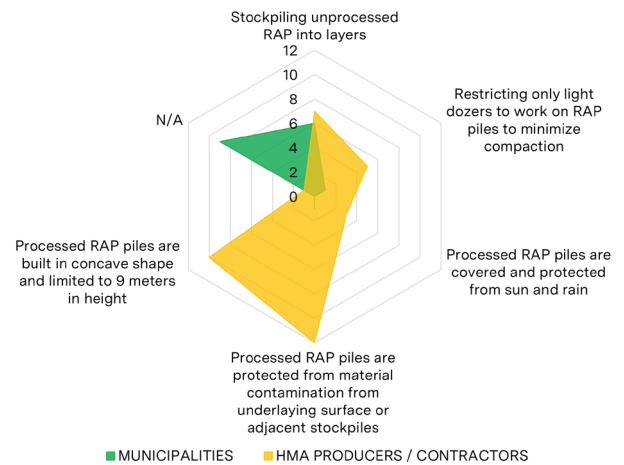 Stockpiling unprocessed
RAP into layers
12
10
8
6
4
2
0
Restricting only light
dozers to work on RAP
piles to minimize
compaction
N/A
Processed RAP piles are
built in concave shape
and limited to 9 meters
in height
Processed RAP piles are
covered and protected
from sun and rain
Processed RAP piles are
protected from material
contamination from
underlaying surface or
adjacent stockpiles
MUNICIPALITIES
HMA PRODUCERS / CONTRACTORS